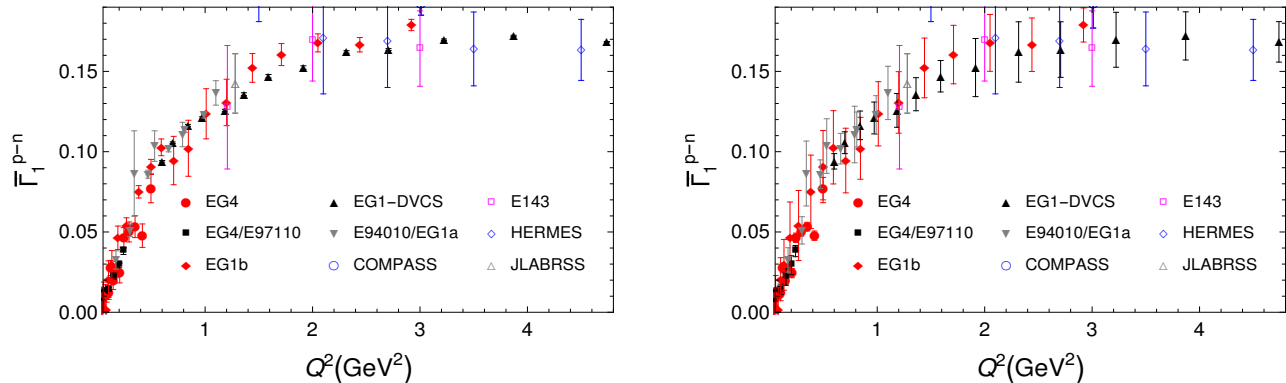 0.15
0.10
0.05
0.00
Γ̅₁ᵖ⁻ⁿ
EG4
EG4/E97110
EG1b
EG1-DVCS
E94010/EG1a
COMPASS
E143
HERMES
JLABRSS
1 2 3 4
Q²(GeV²)
0.15
0.10
0.05
0.00
Γ̅₁ᵖ⁻ⁿ
EG4
EG4/E97110
EG1b
EG1-DVCS
E94010/EG1a
COMPASS
E143
HERMES
JLABRSS
1 2 3 4
Q²(GeV²)